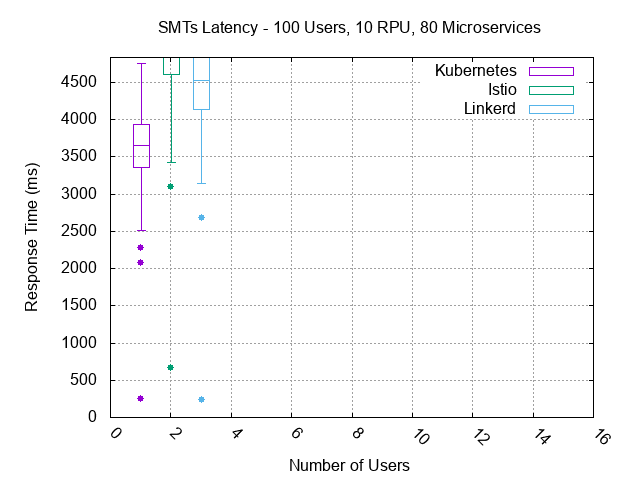 SMTs Latency - 100 Users, 10 RPU, 80 Microservices
Kubernetes
Istio
Linkerd
4500
4000
3500
3000
2500
2000
1500
1000
500
0
Response Time (ms)
0 2 4 6 8 10 12 14 16
Number of Users